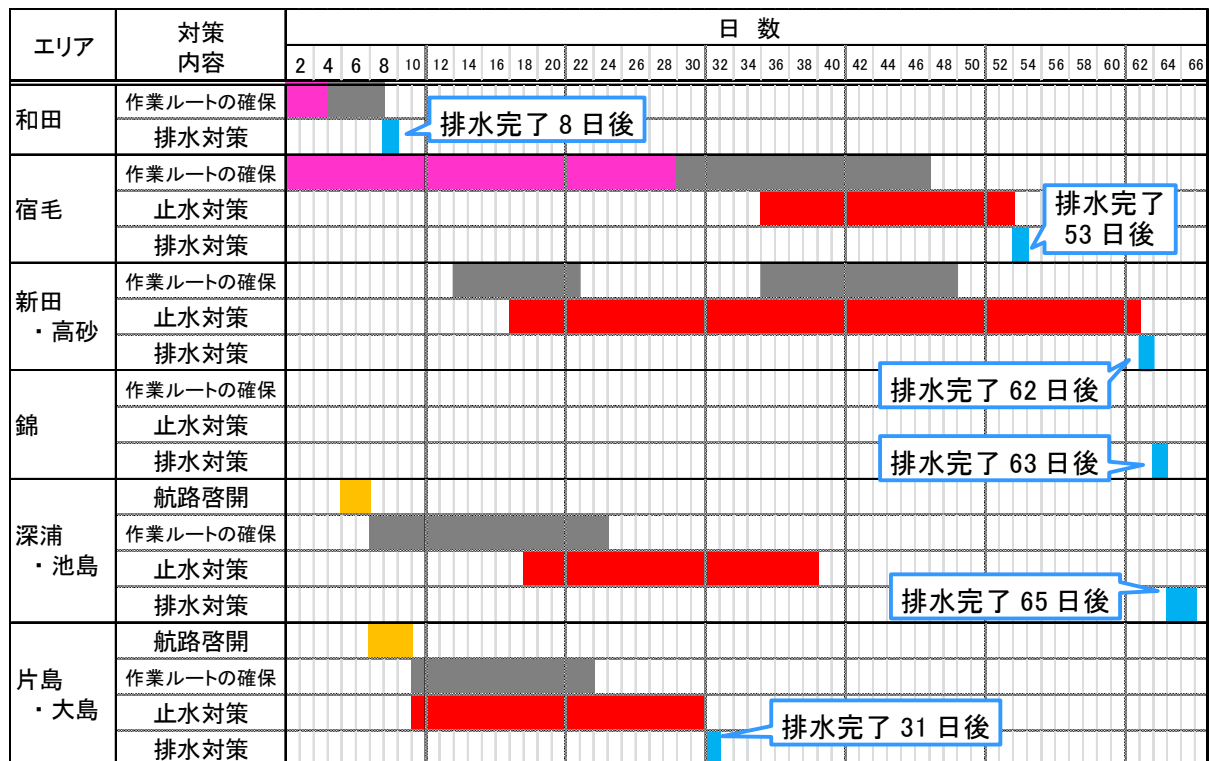 エリア
対策
内容
日 数
2 4 6 8 10 12 14 16 18 20 22 24 26 28 30 32 34 36 38 40 42 44 46 48 50 52 54 56 58 60 62 64 66
和田
作業ルートの確保
排水対策
排水完了 8 日後
宿毛
作業ルートの確保
止水対策
排水対策
排水完了
53 日後
新田
・高砂
作業ルートの確保
止水対策
排水対策
排水完了 62 日後
錦
作業ルートの確保
止水対策
排水対策
排水完了 63 日後
深浦
・池島
航路啓開
作業ルートの確保
止水対策
排水対策
排水完了 65 日後
片島
・大島
航路啓開
作業ルートの確保
止水対策
排水対策
排水完了 31 日後